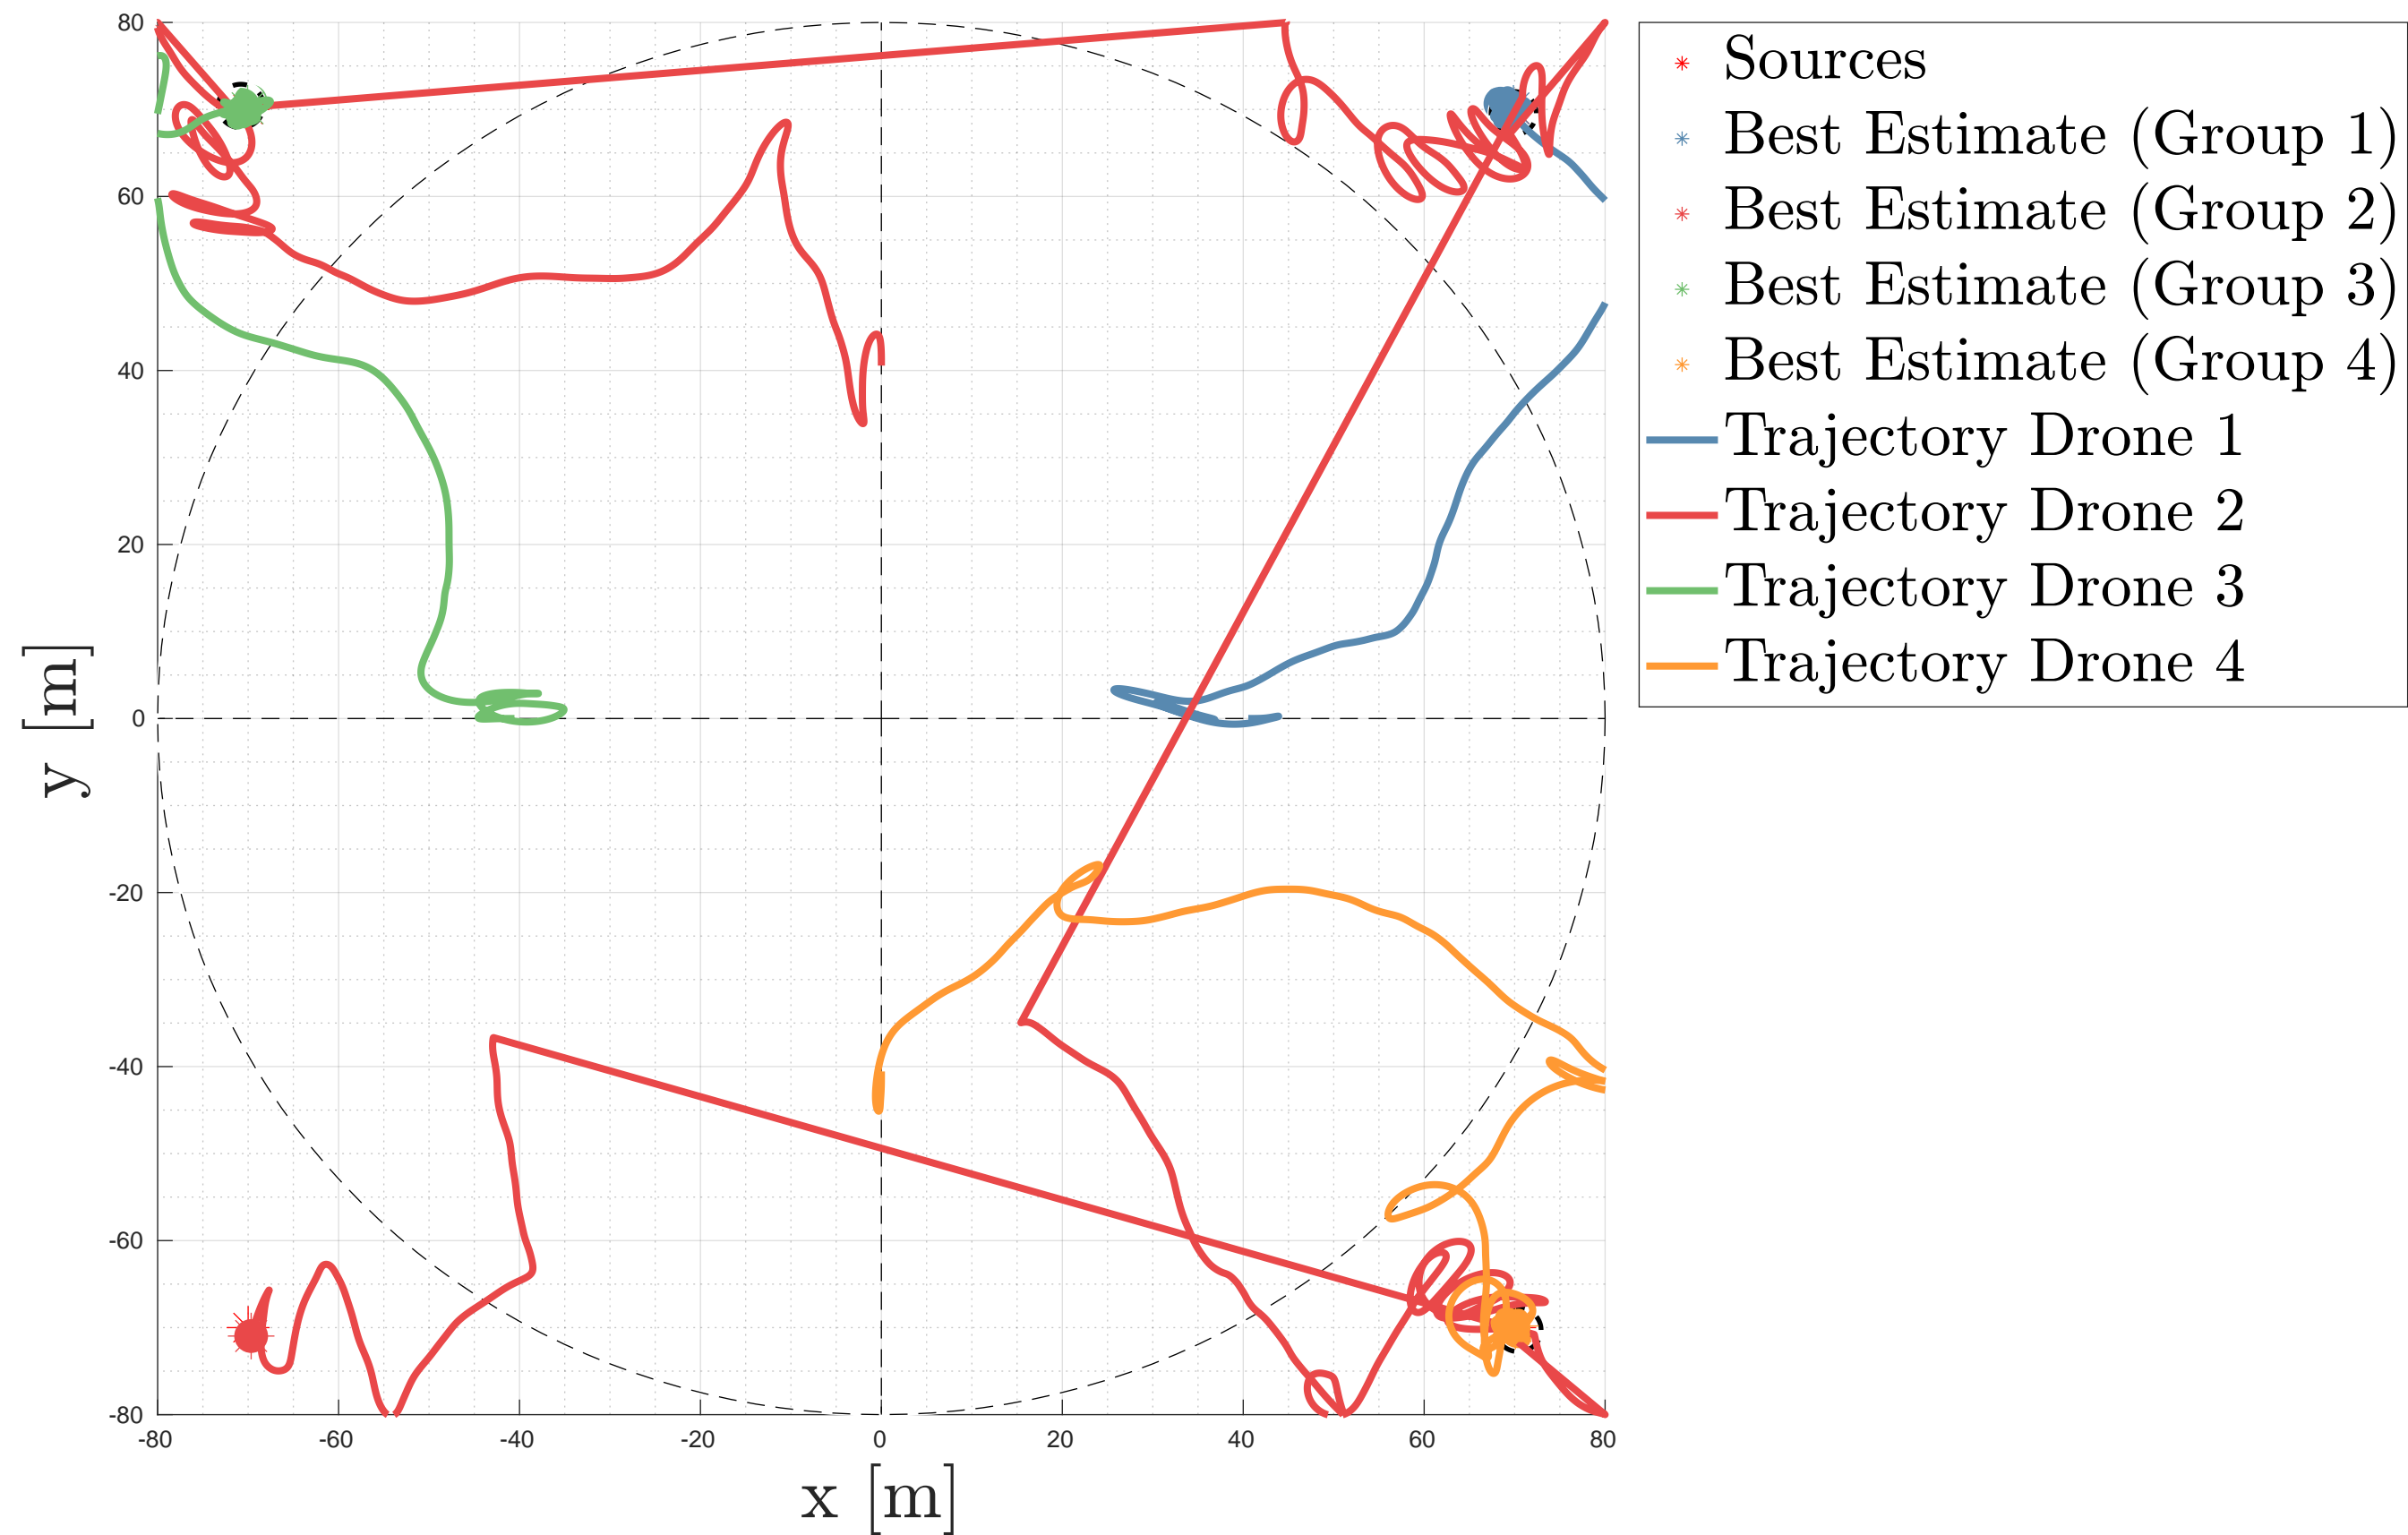 80
60
40
20
0
-20
-40
-60
-80
-80
-60
-40
-20
0
20
40
60
80
x [m]
y [m]
Sources
Best Estimate (Group 1)
Best Estimate (Group 2)
Best Estimate (Group 3)
Best Estimate (Group 4)
Trajectory Drone 1
Trajectory Drone 2
Trajectory Drone 3
Trajectory Drone 4